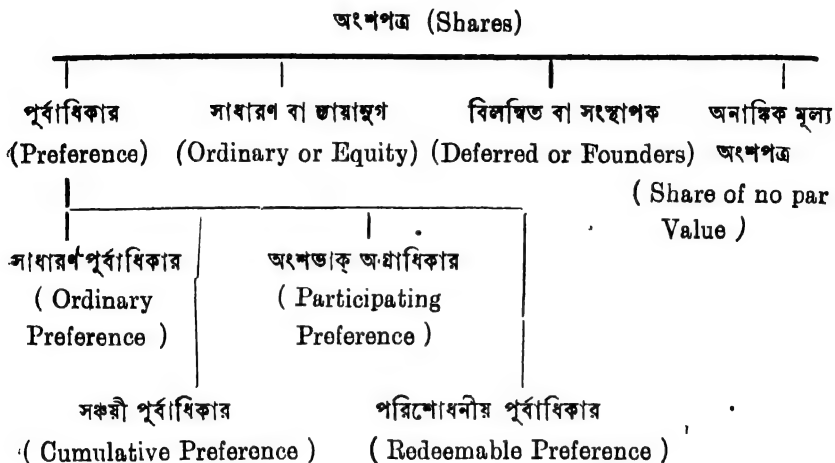 অংশপত্র (Shares)
পূর্বাধিকার সাধারণ বা ন্যায়ানুগ বিলম্বিত বা সংস্থাপক অনাঙ্কিক মূল্য
(Preference) (Ordinary or Equity) (Deferred or Founders) অংশপত্র
( Share of no par
Value )
সাধারণ পূর্বাধিকার অংশভাক্ অগ্রাধিকার
( Ordinary ( Participating
Preference ) Preference )
সঞ্চয়ী পূর্বাধিকার পরিশোধনীয় পূর্বাধিকার
( Cumulative Preference ) ( Redeemable Preference )